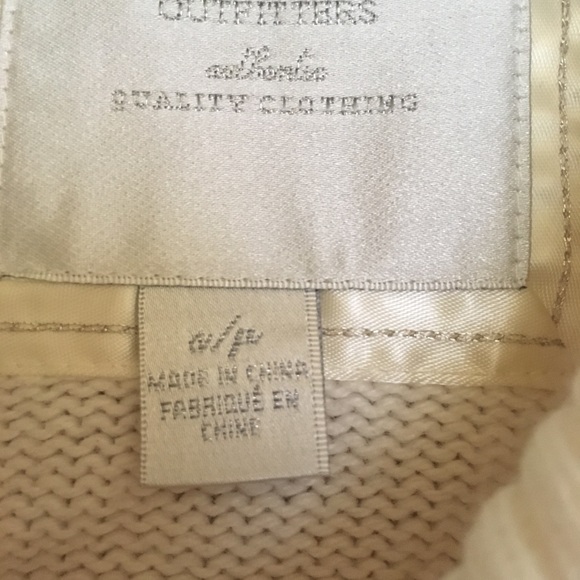 OUTFITTERS
authentic
QUALITY CLOTHING
s/p
MADE IN CHINA
FABRIQUÉ EN
CHINE